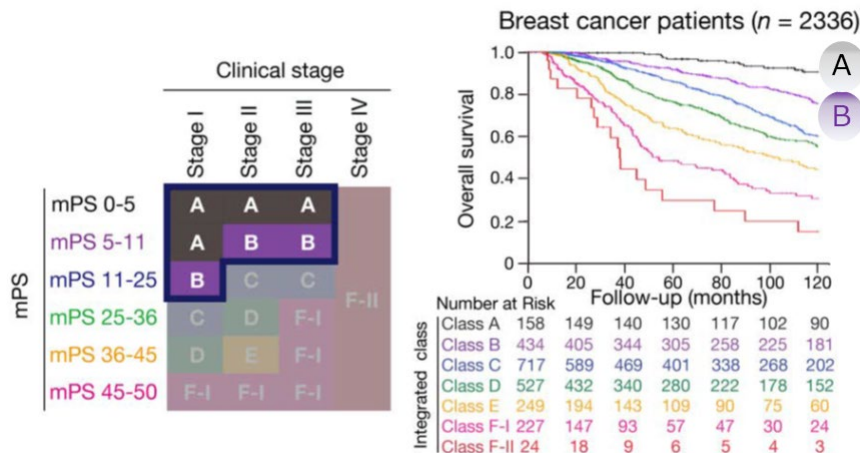 Breast cancer patients (n = 2336)
Clinical stage
Stage I
Stage II
Stage III
Stage IV
mPS
mPS 0-5 A A A
mPS 5-11 A B B
mPS 11-25 B C C
mPS 25-36 C D F-I
mPS 36-45 D E F-I
mPS 45-50 F-I F-I F-I
F-II
Overall survival
1.0
0.8
0.6
0.4
0.2
0
0 20 40 60 80 100 120
Follow-up (months)
A
B
Number at Risk
Integrated class
Class A 158 149 140 130 117 102 90
Class B 434 405 344 305 258 225 181
Class C 717 589 469 401 338 268 202
Class D 527 432 340 280 222 178 152
Class E 249 194 143 109 90 75 60
Class F-I 227 147 93 57 47 30 24
Class F-II 24 18 9 6 5 4 3